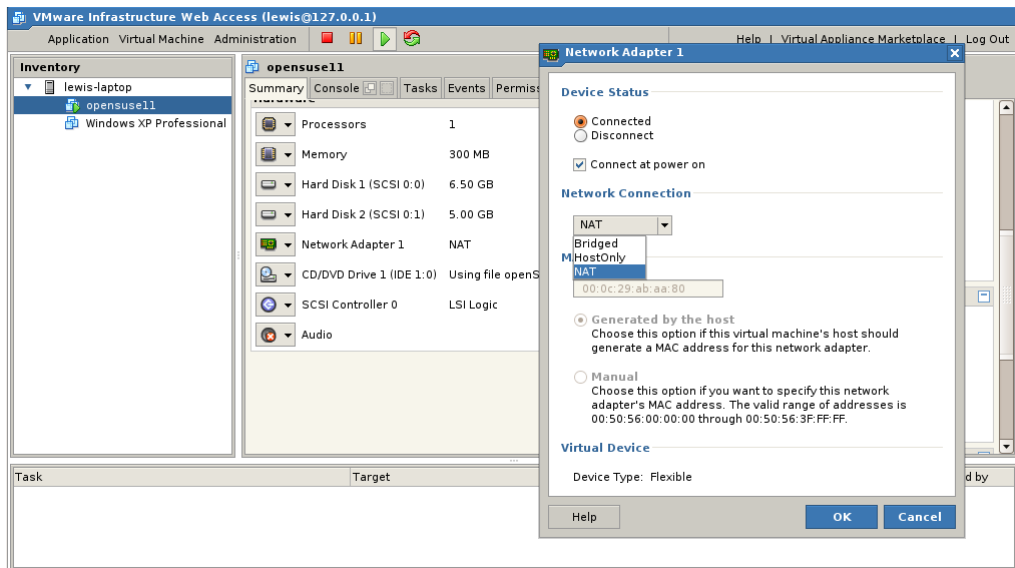 VMware Infrastructure Web Access (lewis@127.0.0.1)
Application Virtual Machine Administration
Help | Virtual Appliance Marketplace | Log Out
Inventory
lewis-laptop
opensuse11
Windows XP Professional
opensuse11
Summary Console Tasks Events Permiss
Hardware
Processors 1
Memory 300 MB
Hard Disk 1 (SCSI 0:0) 6.50 GB
Hard Disk 2 (SCSI 0:1) 5.00 GB
Network Adapter 1 NAT
CD/DVD Drive 1 (IDE 1:0) Using file openS
SCSI Controller 0 LSI Logic
Audio
Network Adapter 1
Device Status
Connected
Disconnect
Connect at power on
Network Connection
NAT
Bridged
HostOnly
NAT
M
00:0c:29:ab:aa:80
Generated by the host
Choose this option if this virtual machine's host should
generate a MAC address for this network adapter.
Manual
Choose this option if you want to specify this network
adapter's MAC address. The valid range of addresses is
00:50:56:00:00:00 through 00:50:56:3F:FF:FF.
Virtual Device
Device Type: Flexible
Help OK Cancel
Task Target d by